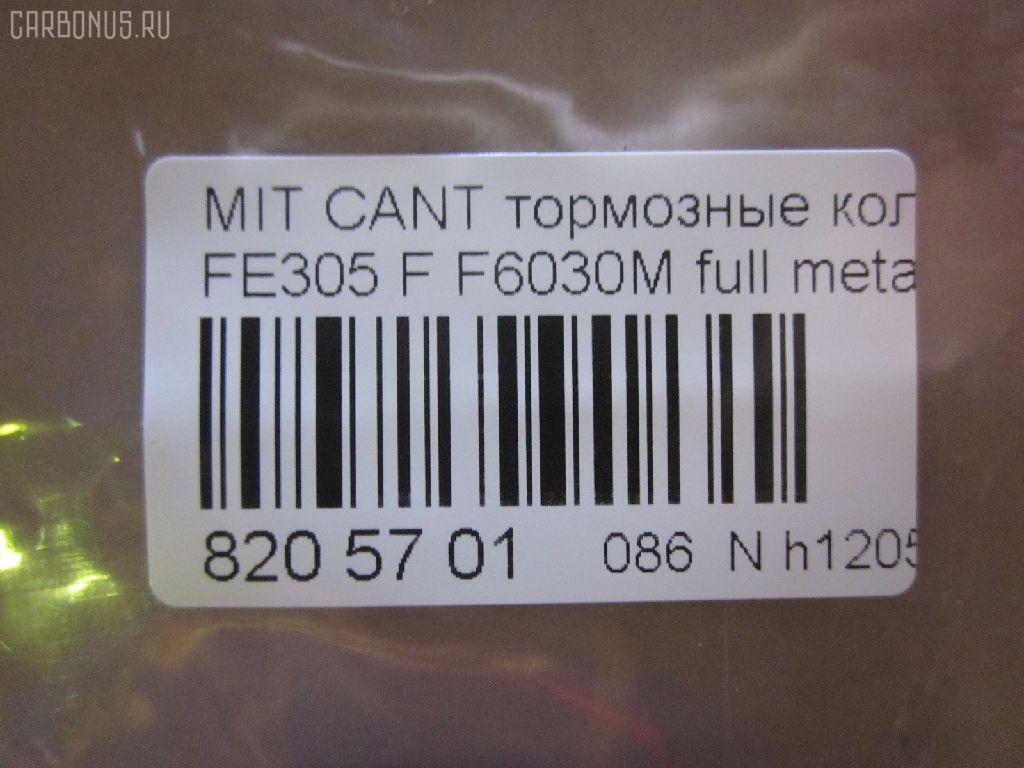 CARBONUS.RU
MIT CANT тормозные кол
FE305 F F6030M full meta
820 57 01 086 N h1205